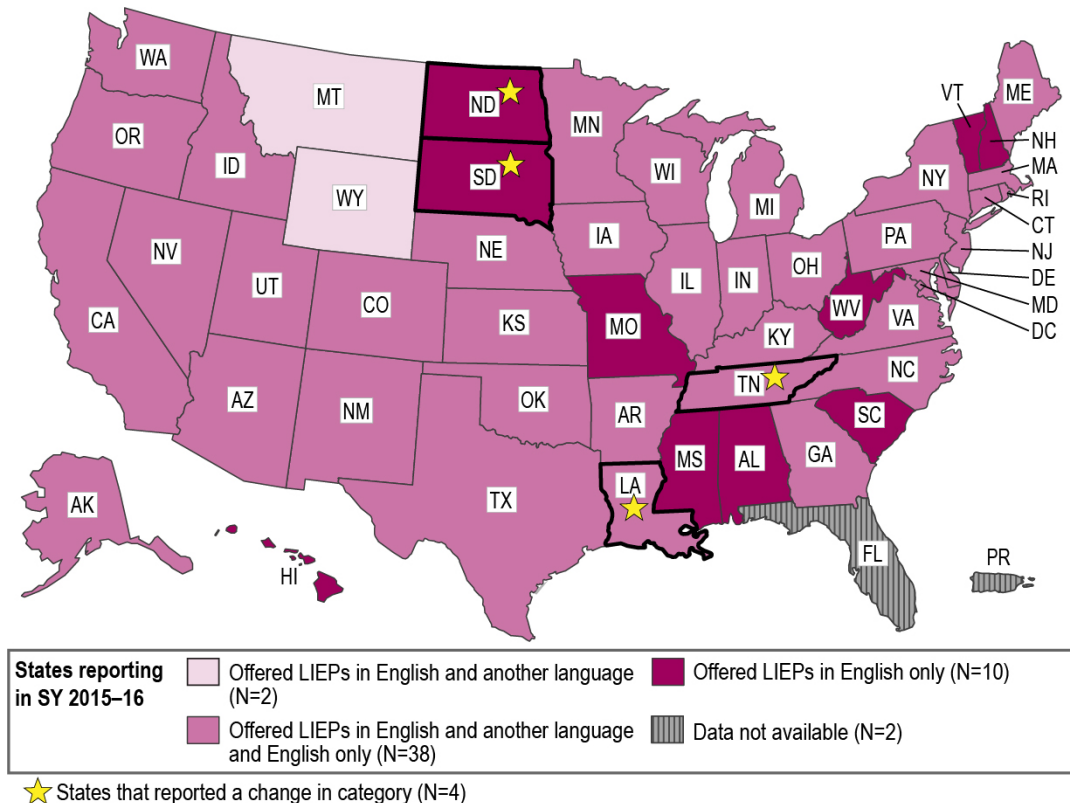 WA
MT
ND
MN
VT
ME
OR
ID
SD
WI
NH
MA
NY
RI
WY
MI
CT
IA
PA
NJ
NE
NV
OH
DE
UT
IL
IN
MD
CO
WV
DC
CA
KS
MO
VA
KY
NC
TN
AZ
OK
NM
AR
SC
MS
AL
GA
LA
TX
AK
FL
PR
HI
States reporting
in SY 2015–16
Offered LIEPs in English and another language
(N=2)
Offered LIEPs in English only (N=10)
Offered LIEPs in English and another language
and English only (N=38)
Data not available (N=2)
States that reported a change in category (N=4)